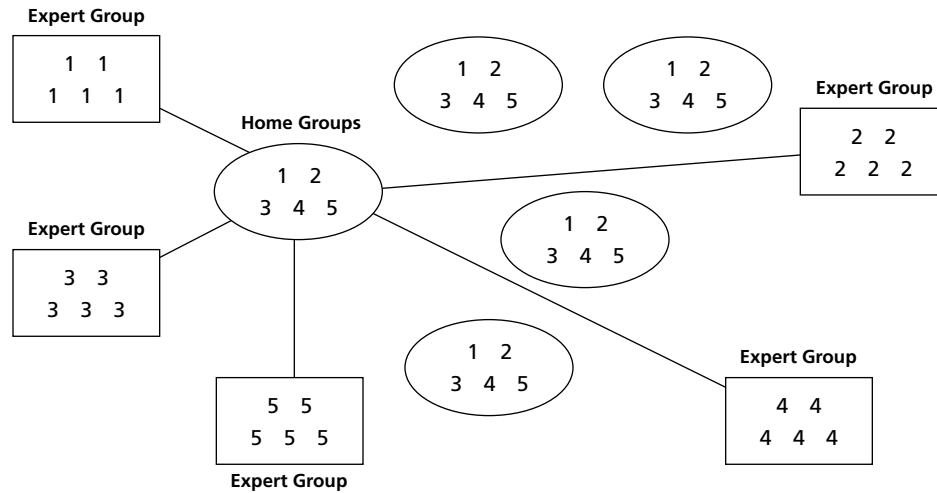 Expert Group
1 1
1 1 1
Home Groups
1 2
3 4 5
1 2
3 4 5
1 2
3 4 5
Expert Group
2 2
2 2 2
Expert Group
3 3
3 3 3
1 2
3 4 5
1 2
3 4 5
5 5
5 5 5
Expert Group
Expert Group
4 4
4 4 4